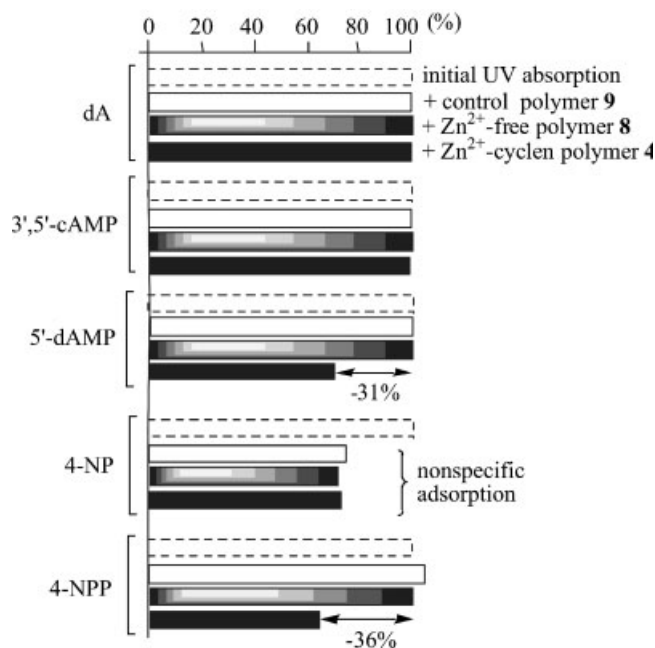 0 20 40 60 80 100 (%)
dA
initial UV absorption
+ control polymer 9
+ Zn²⁺-free polymer 8
+ Zn²⁺-cyclen polymer 4
3',5'-cAMP
5'-dAMP
-31%
4-NP
nonspecific
adsorption
4-NPP
-36%